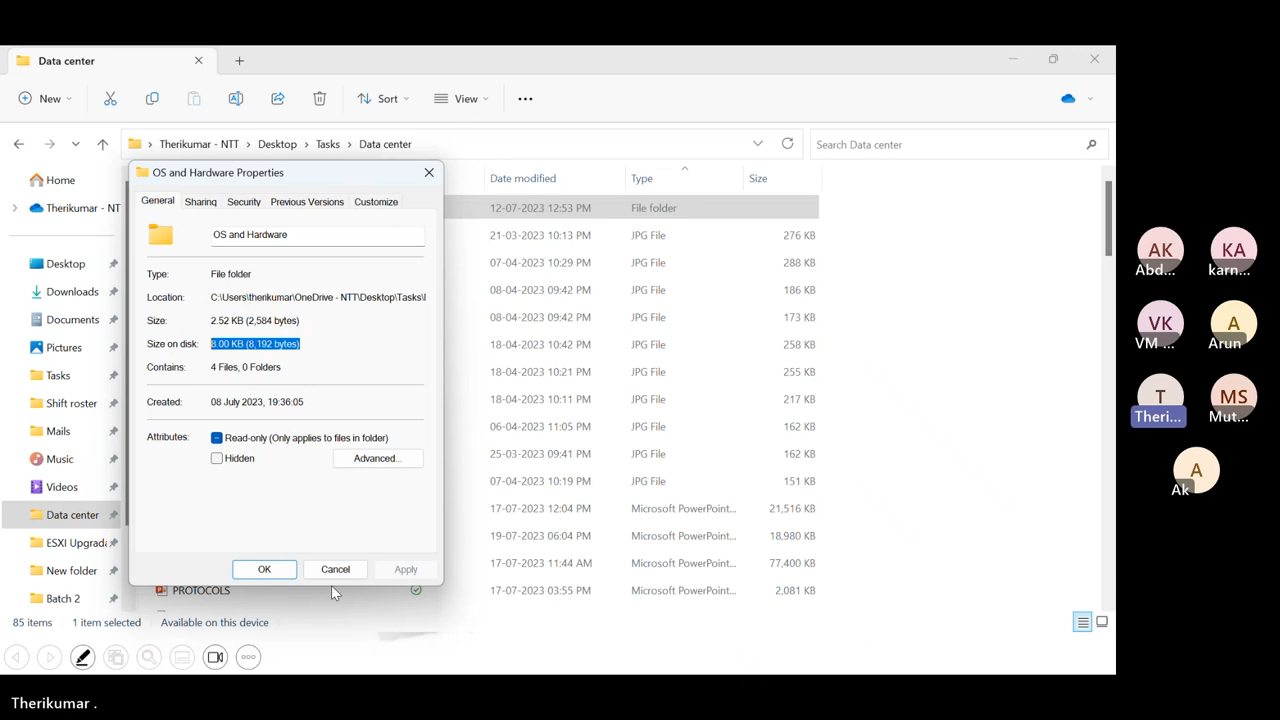 Data center
New
Sort
View
Therikumar - NTT > Desktop > Tasks > Data center
Search Data center
Home
Therikumar - NT
Desktop
Downloads
Documents
Pictures
Tasks
Shift roster
Mails
Music
Videos
Data center
ESXI Upgrada
New folder
Batch 2
OS and Hardware Properties
General Sharing Security Previous Versions Customize
OS and Hardware
Type: File folder
Location: C:\Users\therikumar\OneDrive - NTT\Desktop\Tasks\I
Size: 2.52 KB (2,584 bytes)
Size on disk: 8.00 KB (8,192 bytes)
Contains: 4 Files, 0 Folders
Created: 08 July 2023, 19:36:05
Attributes: Read-only (Only applies to files in folder)
Hidden Advanced...
OK Cancel Apply
Date modified Type Size
12-07-2023 12:53 PM File folder
21-03-2023 10:13 PM JPG File 276 KB
07-04-2023 10:29 PM JPG File 288 KB
08-04-2023 09:42 PM JPG File 186 KB
08-04-2023 09:42 PM JPG File 173 KB
18-04-2023 10:42 PM JPG File 258 KB
18-04-2023 10:21 PM JPG File 255 KB
18-04-2023 10:11 PM JPG File 217 KB
06-04-2023 11:05 PM JPG File 162 KB
25-03-2023 09:41 PM JPG File 162 KB
07-04-2023 10:19 PM JPG File 151 KB
17-07-2023 12:04 PM Microsoft PowerPoint... 21,516 KB
19-07-2023 06:04 PM Microsoft PowerPoint... 18,980 KB
17-07-2023 11:44 AM Microsoft PowerPoint... 77,400 KB
PROTOCOLS 17-07-2023 03:55 PM Microsoft PowerPoint... 2,081 KB
85 items 1 item selected Available on this device
AK KA
Abd... karn...
VK A
VM ... Arun
T MS
Theri... Mut...
A
Ak
Therikumar .